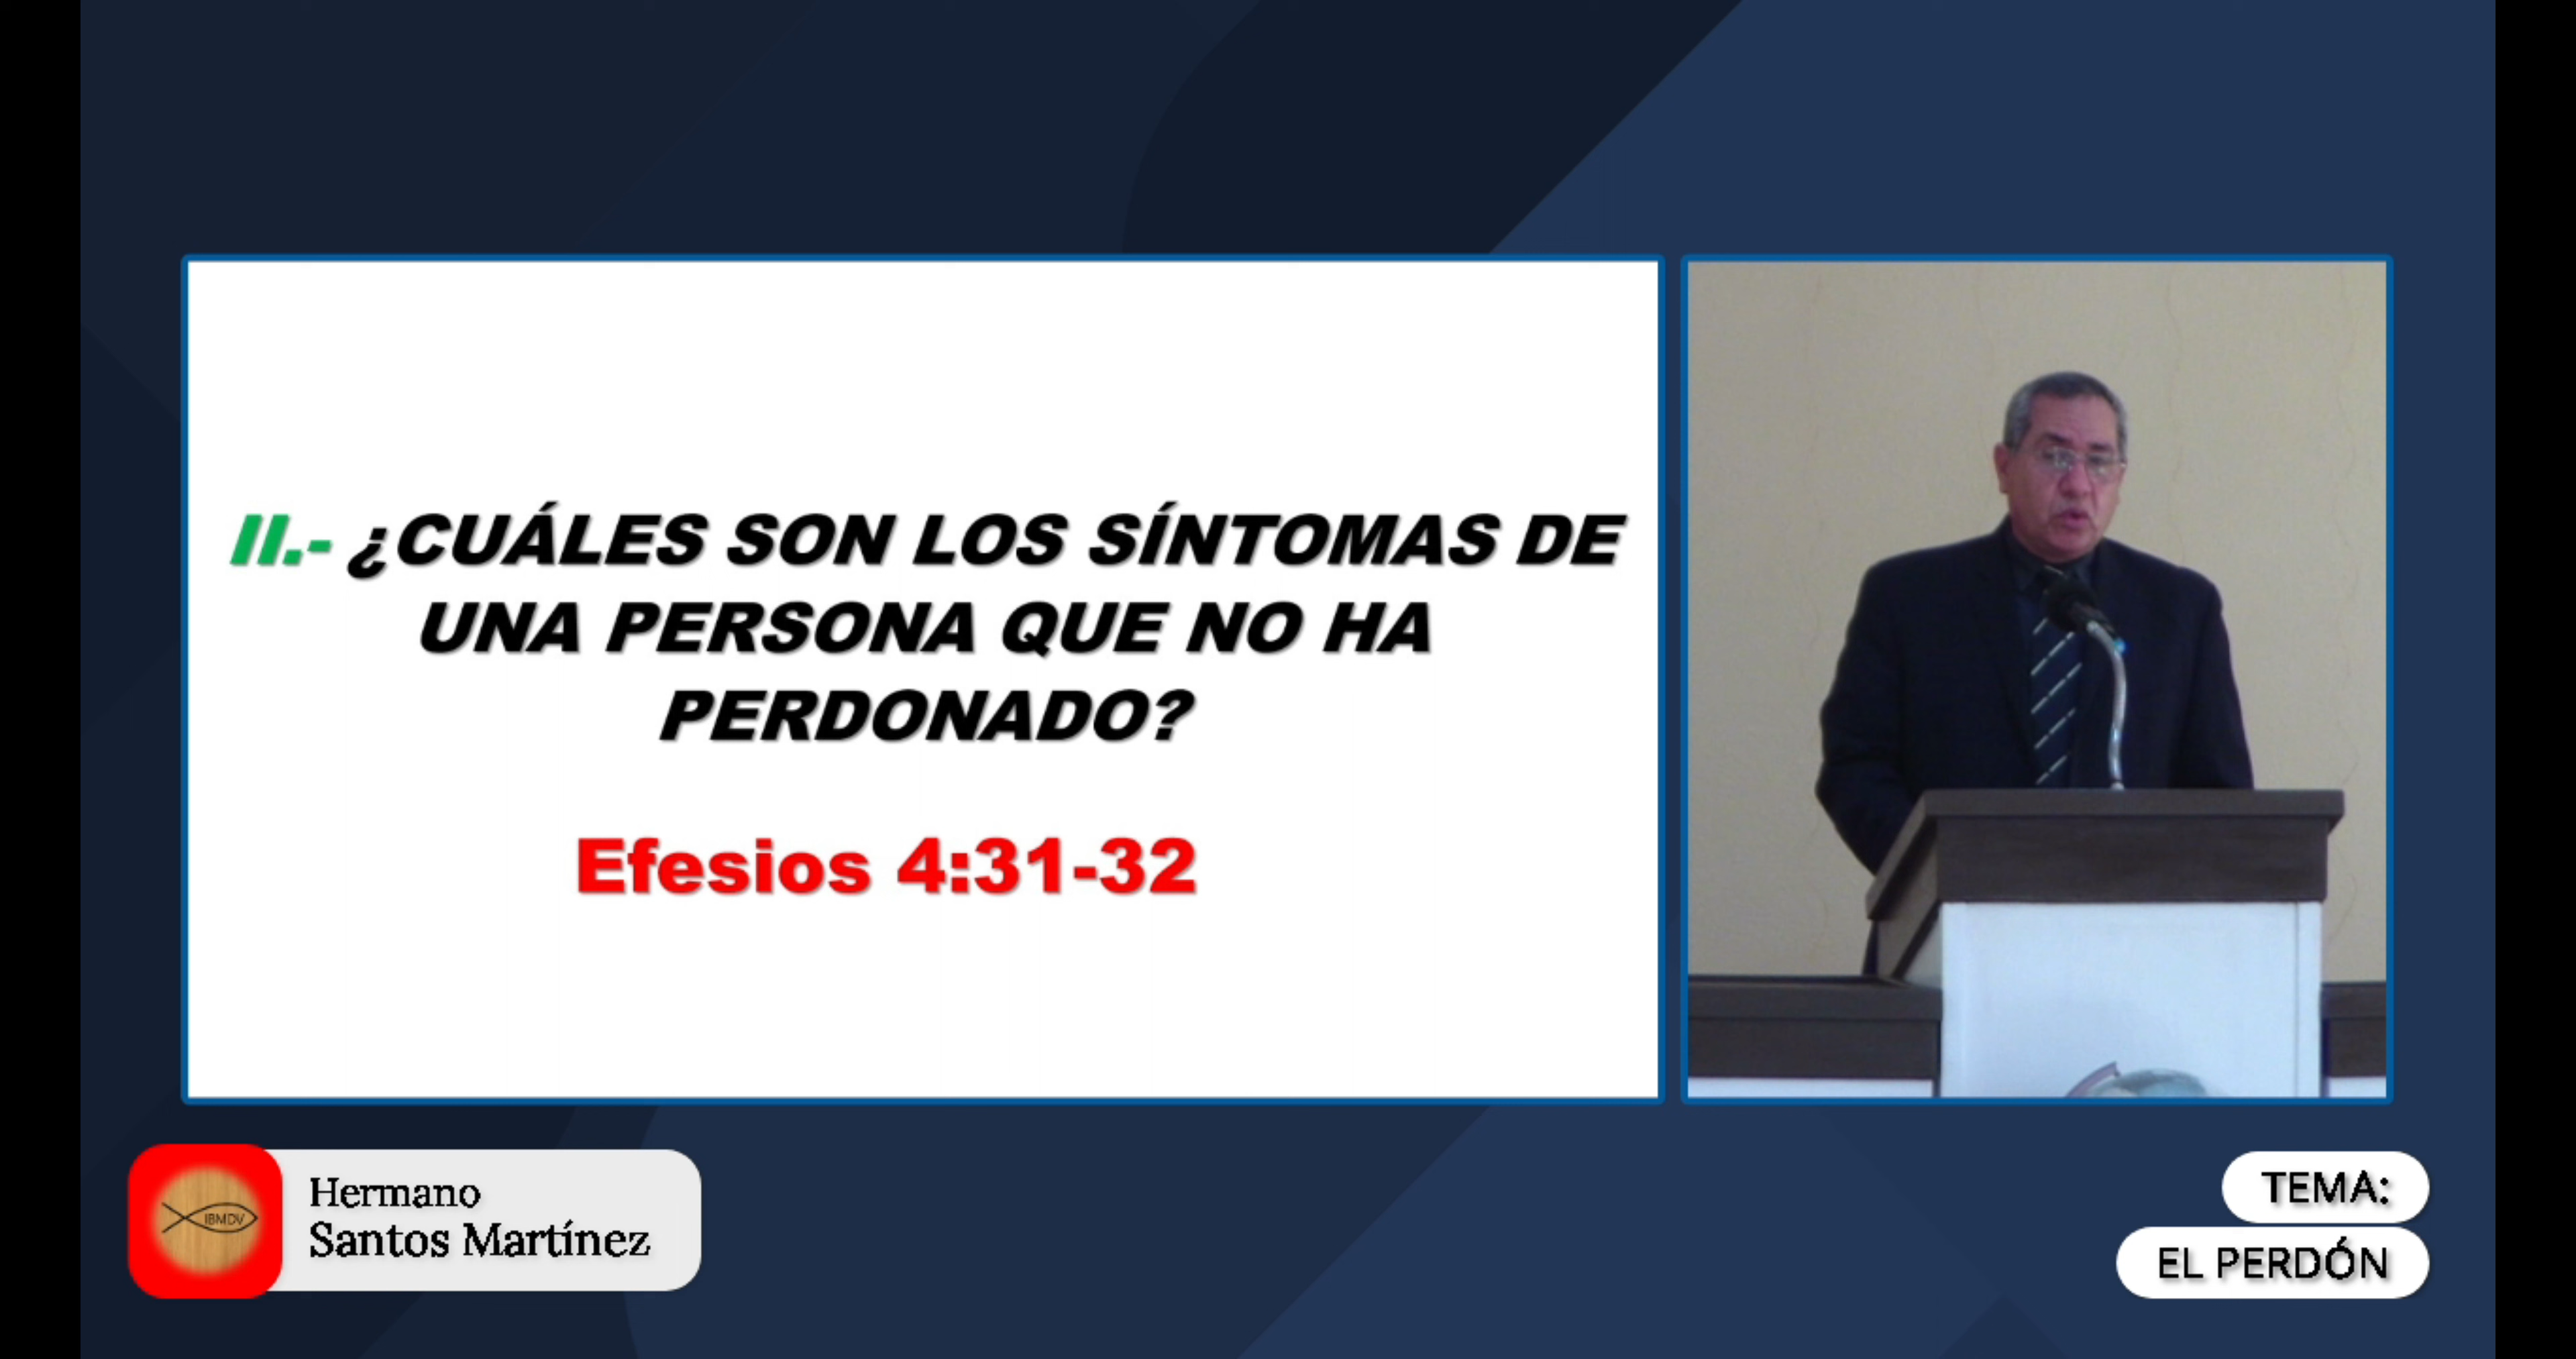 II.- ¿CUÁLES SON LOS SÍNTOMAS DE
UNA PERSONA QUE NO HA
PERDONADO?
Efesios 4:31-32
IBMDV
Hermano
Santos Martínez
TEMA:
EL PERDÓN